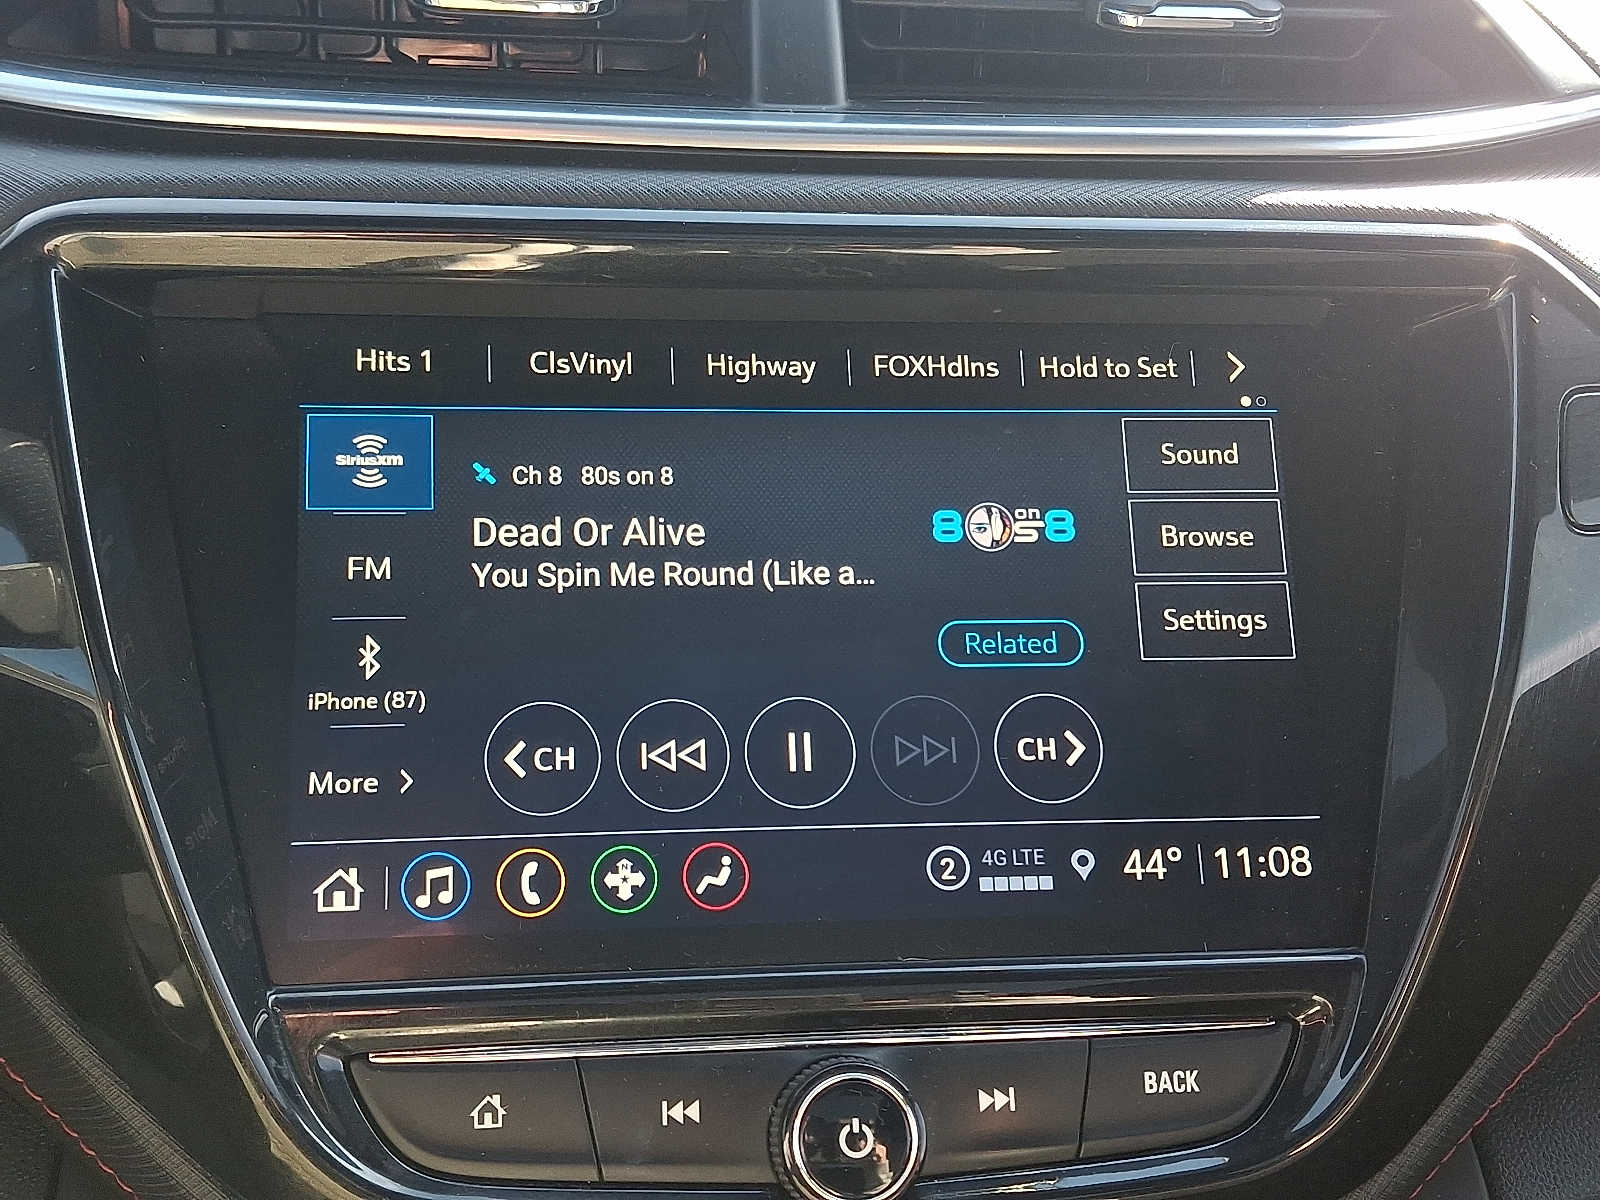 Hits 1 ClsVinyl Highway FOXHdlns Hold to Set
SiriusXM
Ch 8 80s on 8
Dead Or Alive
You Spin Me Round (Like a...
80s on 8
Related
Sound
Browse
Settings
FM
iPhone (87)
More
CH
CH
2 4G LTE 44° 11:08
N
BACK